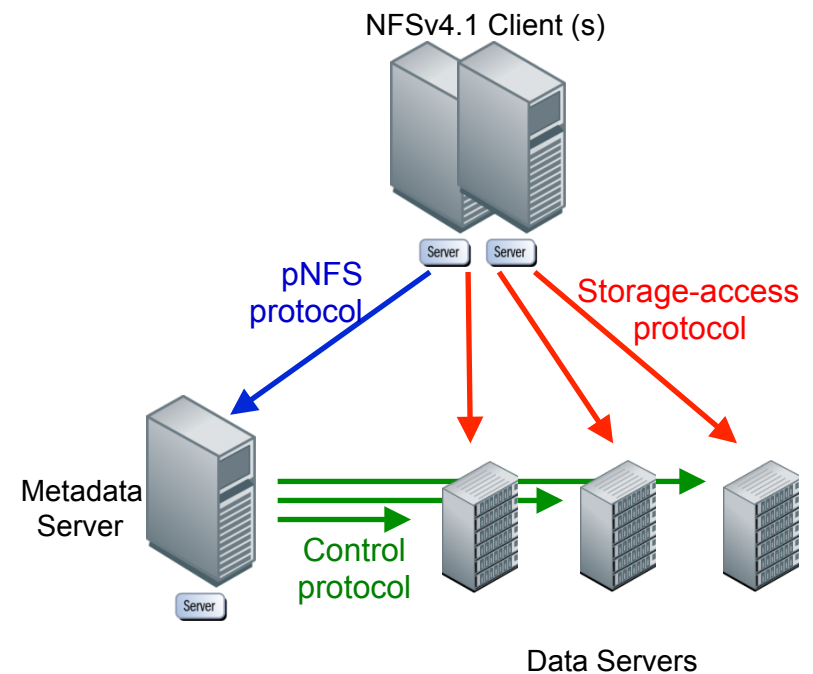 NFSv4.1 Client (s)
Server
Server
pNFS
protocol
Storage-access
protocol
Metadata
Server
Control
protocol
Server
Data Servers